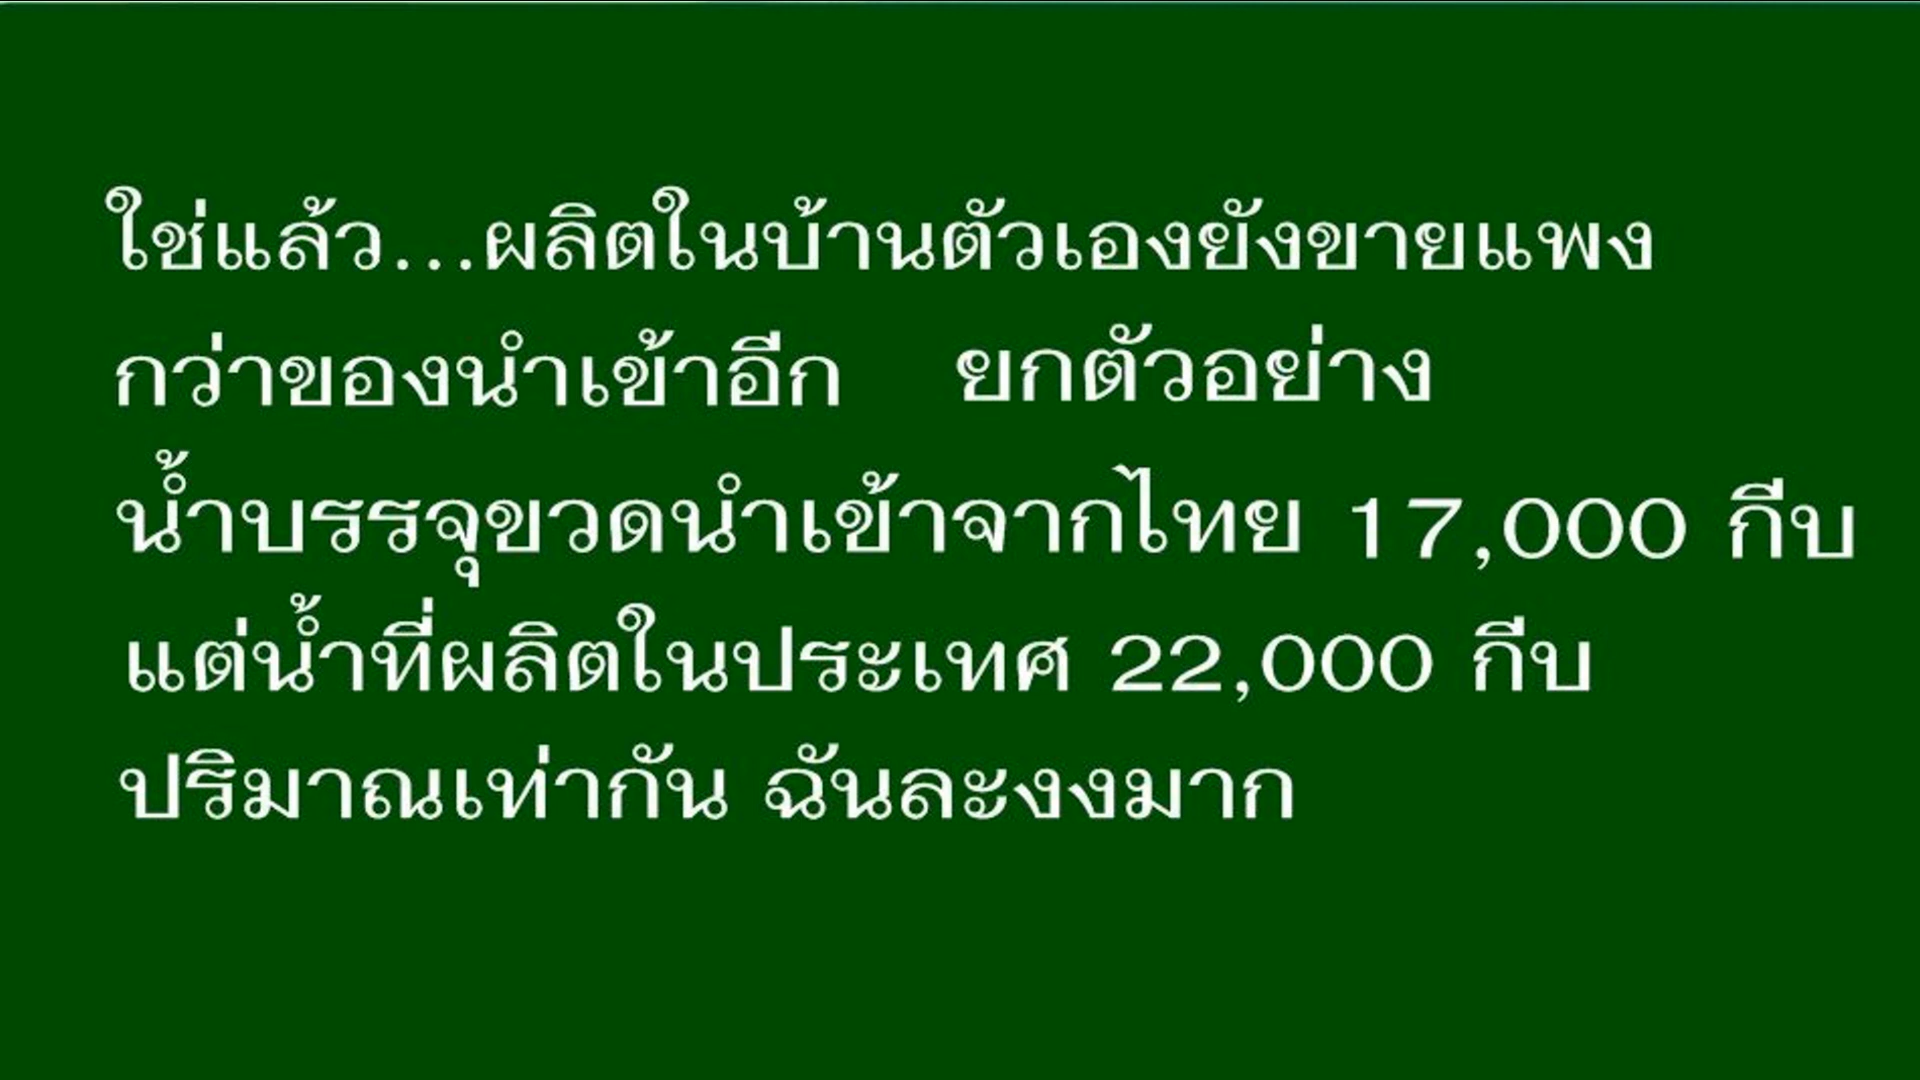 ใช่แล้ว...ผลิตในบ้านตัวเองยังขายแพง
กว่าของนำเข้าอีก ยกตัวอย่าง
น้ำบรรจุขวดนำเข้าจากไทย 17,000 กีบ
แต่น้ำที่ผลิตในประเทศ 22,000 กีบ
ปริมาณเท่ากัน ฉันละงงมาก